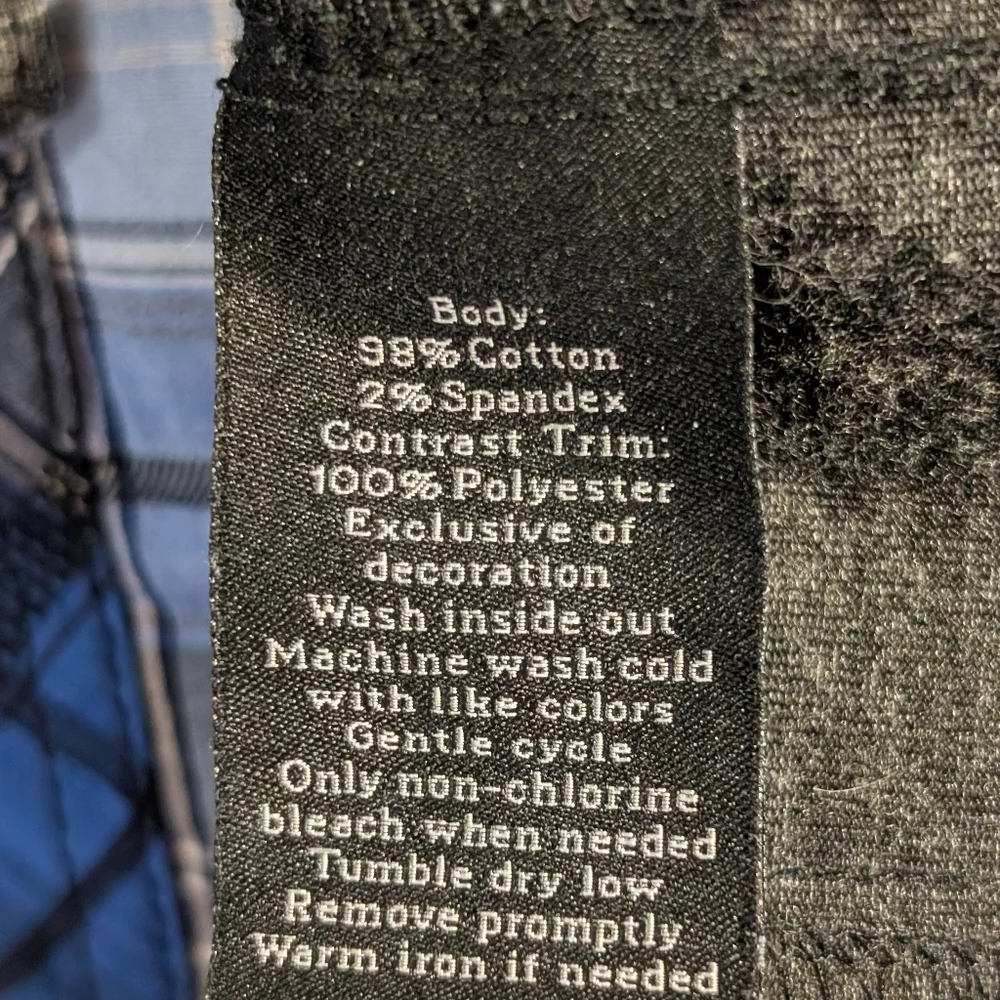 Body:
98% Cotton
2% Spandex
Contrast Trim:
100% Polyester
Exclusive of
decoration
Wash inside out
Machine wash cold
with like colors
Gentle cycle
Only non-chlorine
bleach when needed
Tumble dry low
Remove promptly
Warm iron if needed